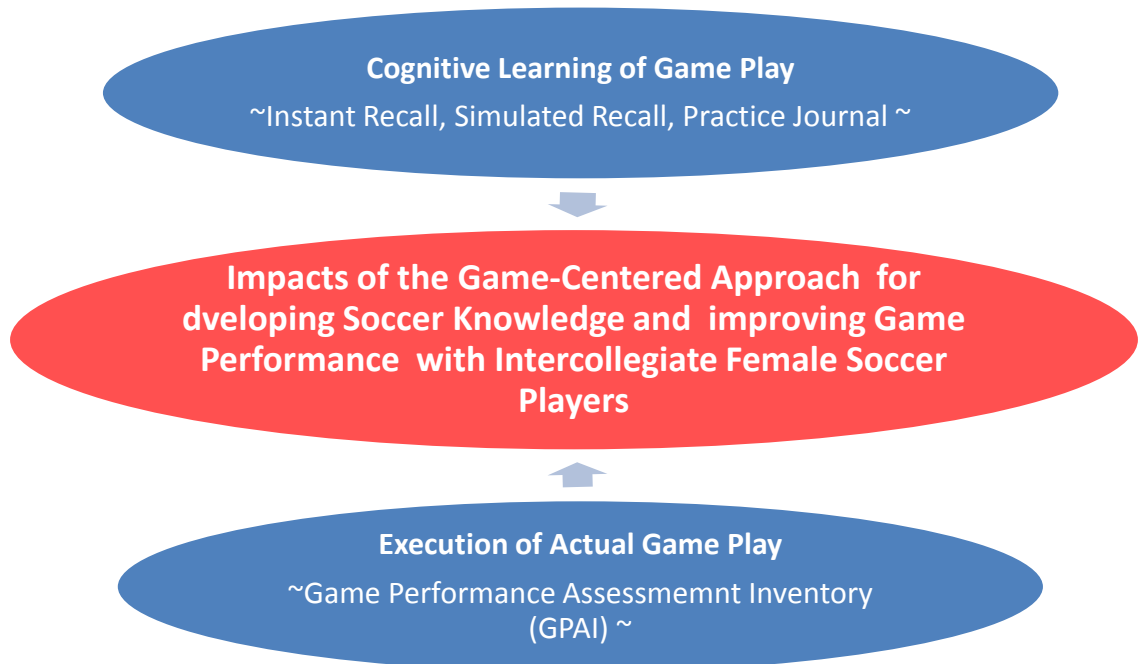 Cognitive Learning of Game Play
~Instant Recall, Simulated Recall, Practice Journal ~
Impacts of the Game-Centered Approach for
dveloping Soccer Knowledge and improving Game
Performance with Intercollegiate Female Soccer
Players
Execution of Actual Game Play
~Game Performance Assessmemnt Inventory
(GPAI) ~